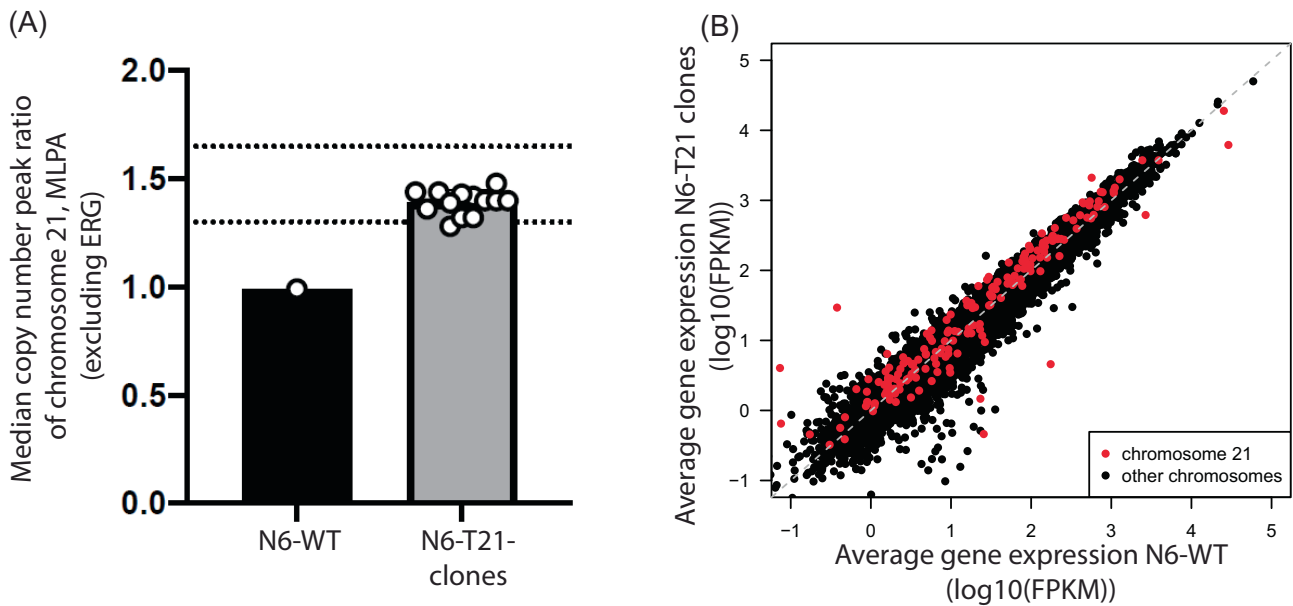 (A)
Median copy number peak ratio
of chromosome 21, MLPA
(excluding ERG)
2.0
1.5
1.0
0.5
0.0
N6-WT
N6-T21-
clones
(B)
Average gene expression N6-T21 clones
(log10(FPKM))
5
4
3
2
1
0
−1
chromosome 21
other chromosomes
−1 0 1 2 3 4 5
Average gene expression N6-WT
(log10(FPKM))